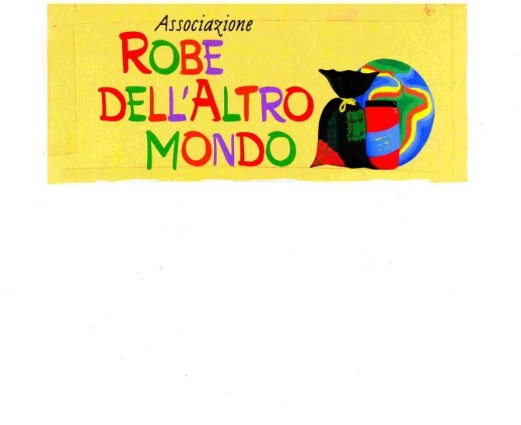 Associazione
ROBE
DELL'ALTRO
MONDO